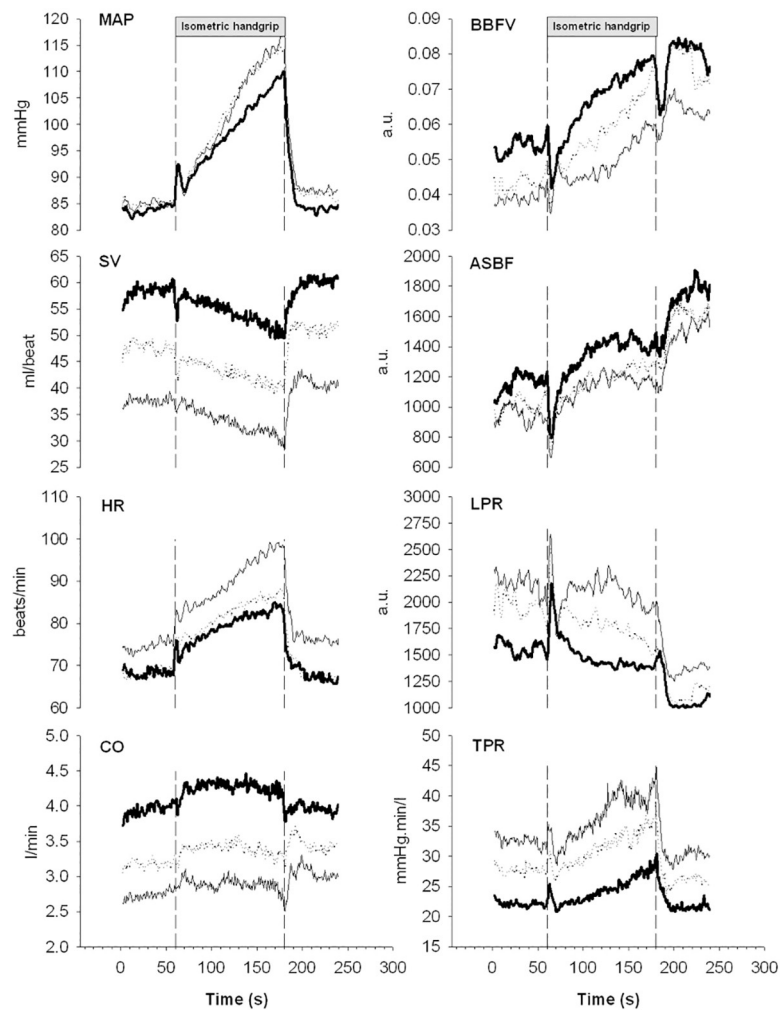 MAP
Isometric handgrip
mmHg
120
115
110
105
100
95
90
85
80
BBFV
Isometric handgrip
a.u.
0.09
0.08
0.07
0.06
0.05
0.04
0.03
SV
ml/beat
65
60
55
50
45
40
35
30
25
ASBF
a.u.
2000
1800
1600
1400
1200
1000
800
600
HR
beats/min
110
100
90
80
70
60
LPR
a.u.
3000
2750
2500
2250
2000
1750
1500
1250
1000
CO
l/min
5.0
4.5
4.0
3.5
3.0
2.5
2.0
0 50 100 150 200 250 300
Time (s)
TPR
mmHg.min/l
50
45
40
35
30
25
20
15
0 50 100 150 200 250 300
Time (s)